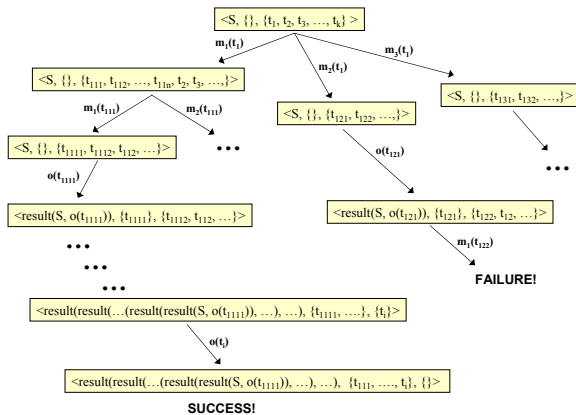 <S, {}, {t1, t2, t3, …, tk} >
m1(t1)
m2(t1)
m3(t1)
<S, {}, {t111, t112, …, t11n, t2, t3, …,}>
<S, {}, {t121, t122, …,}>
<S, {}, {t131, t132, …,}>
m1(t111)
m2(t111)
<S, {}, {t1111, t1112, t112, …}>
•••
o(t121)
•••
o(t1111)
<result(S, o(t1111)), {t1111}, {t1112, t112, …}>
<result(S, o(t121)), {t121}, {t122, t12, …}>
•••
•••
•••
m1(t122)
FAILURE!
<result(result(…(result(result(S, o(t1111)), …), …), {t1111, ….}, {ti}>
o(ti)
<result(result(…(result(result(S, o(t1111)), …), …), {t111, …., ti}, {}>
SUCCESS!